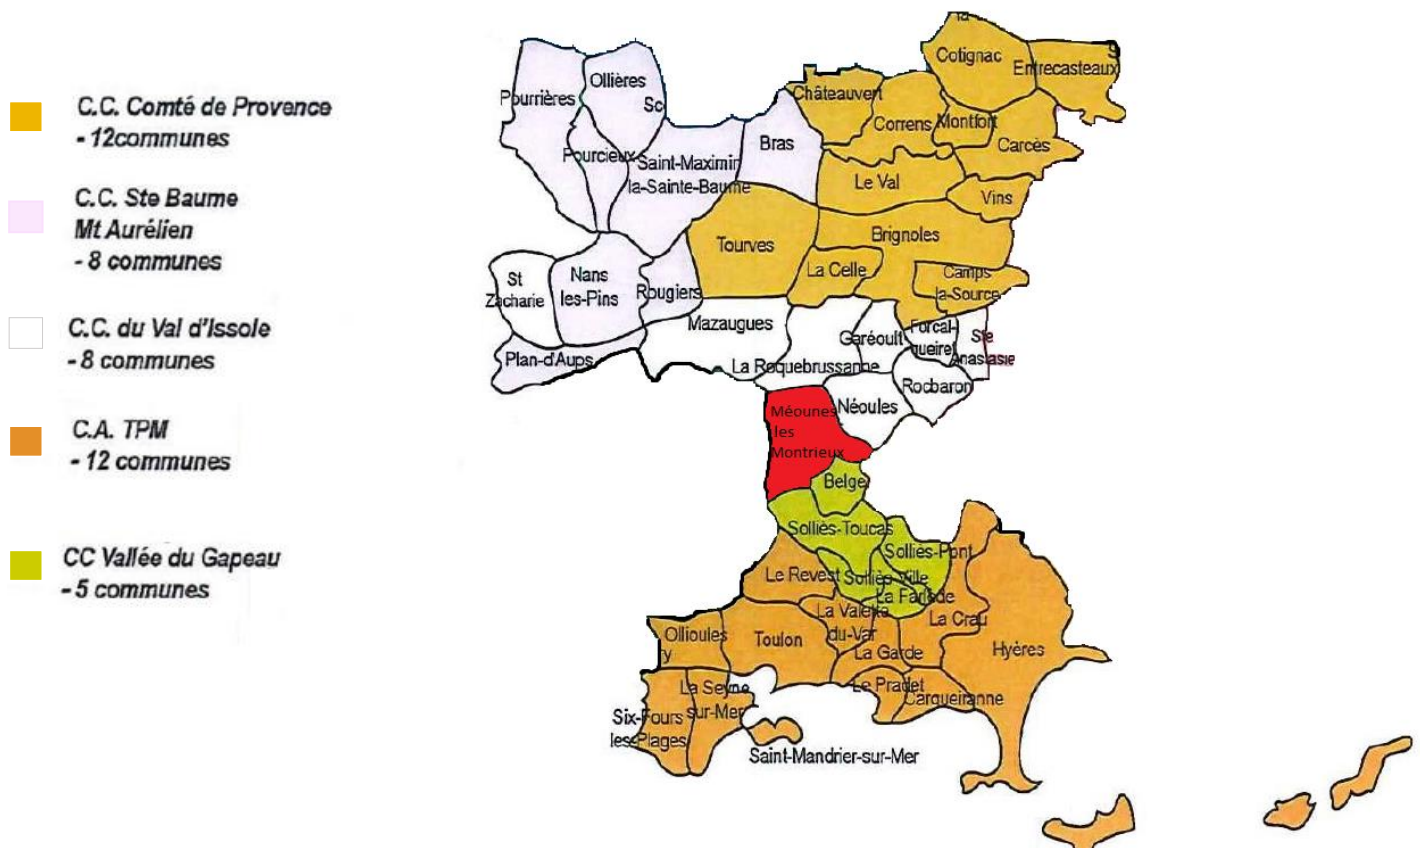 C.C. Comté de Provence
- 12communes
C.C. Ste Baume
Mt Aurélien
- 8 communes
C.C. du Val d'Issole
- 8 communes
C.A. TPM
- 12 communes
CC Vallée du Gapeau
- 5 communes
la
Cotignac
S
Entrecasteaux
Ollières
Sc
Pourrières
Châteauvert
Correns
Montfort
Carcès
Bras
Pourcieux
Saint-Maximin
la-Sainte-Baume
Le Val
Vins
Tourves
Brignoles
La Celle
Camps
la-Source
St
Zacharie
Nans
les-Pins
Rougiers
Mazaugues
Garéoult
Forcal-
queiret
Ste
Anastasie
Plan-d'Aups
La Roquebrussanne
Rocbaron
Néoules
Méounes
les
Montrieux
Belge
Solliès-Toucas
Solliès-Pont
Le Revest
Solliès-Ville
La Farlède
La Valette
du-Var
La Crau
Ollioules
y
Toulon
La Garde
Hyères
Le Pradet
Carqueiranne
La Seyne
sur-Mer
Six-Fours
les-Plages
Saint-Mandrier-sur-Mer